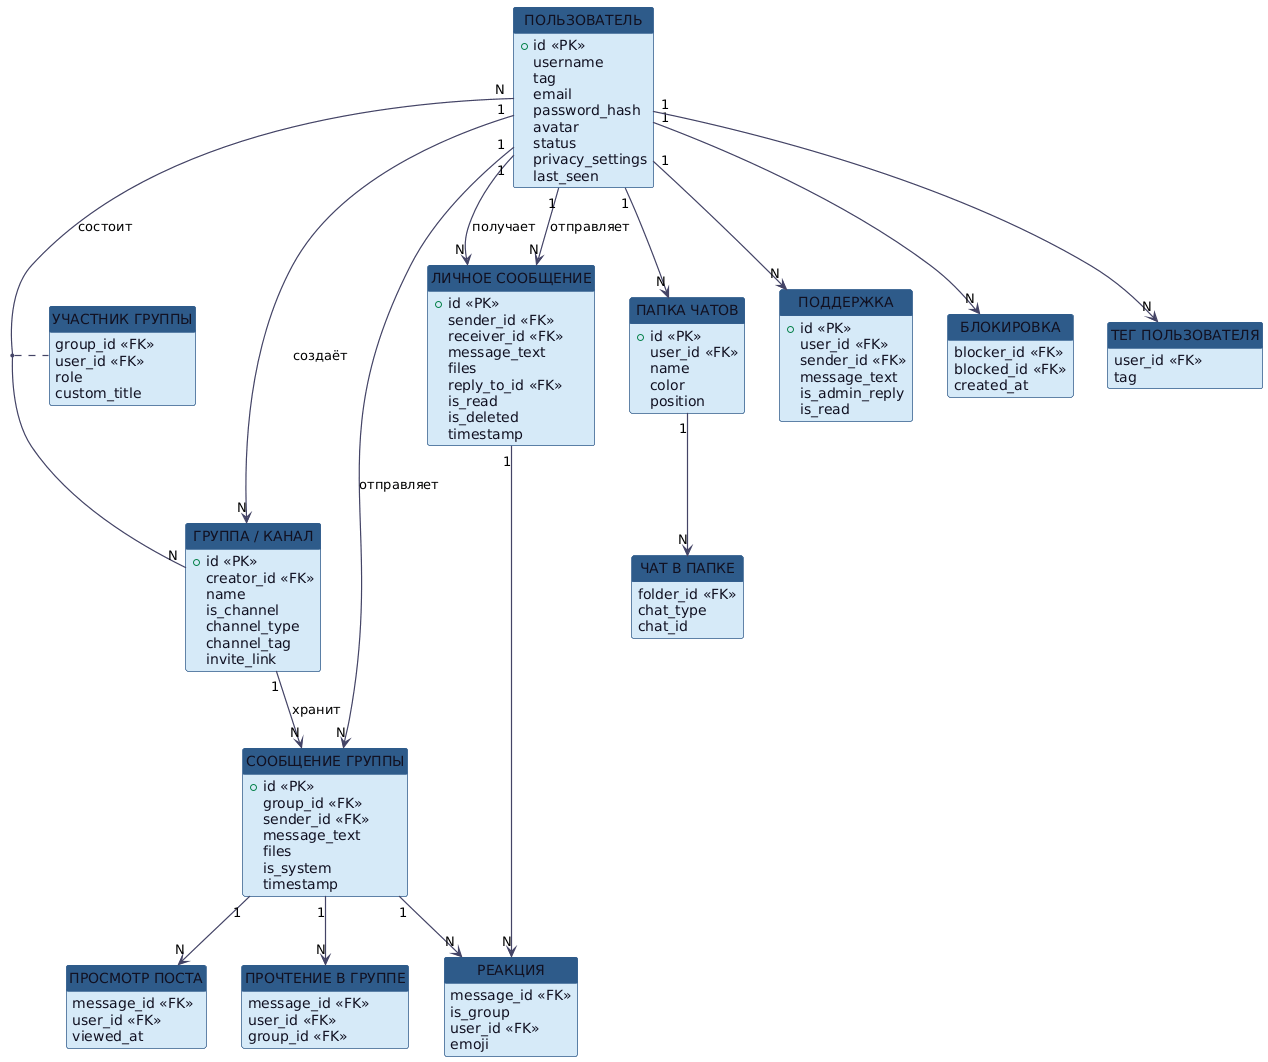 ПОЛЬЗОВАТЕЛЬ
id «PK»
username
tag
email
password_hash
avatar
status
privacy_settings
last_seen
N
1
1
1
1
1
1
1
1
состоит
получает
отправляет
создаёт
отправляет
N
N
N
N
N
N
ЛИЧНОЕ СООБЩЕНИЕ
id «PK»
sender_id «FK»
receiver_id «FK»
message_text
files
reply_to_id «FK»
is_read
is_deleted
timestamp
1
ПАПКА ЧАТОВ
id «PK»
user_id «FK»
name
color
position
1
ПОДДЕРЖКА
id «PK»
user_id «FK»
sender_id «FK»
message_text
is_admin_reply
is_read
БЛОКИРОВКА
blocker_id «FK»
blocked_id «FK»
created_at
ТЕГ ПОЛЬЗОВАТЕЛЯ
user_id «FK»
tag
УЧАСТНИК ГРУППЫ
group_id «FK»
user_id «FK»
role
custom_title
N
N
ГРУППА / КАНАЛ
id «PK»
creator_id «FK»
name
is_channel
channel_type
channel_tag
invite_link
1
хранит
N
ЧАТ В ПАПКЕ
folder_id «FK»
chat_type
chat_id
N
N
СООБЩЕНИЕ ГРУППЫ
id «PK»
group_id «FK»
sender_id «FK»
message_text
files
is_system
timestamp
1
1
1
N
N
N
N
ПРОСМОТР ПОСТА
message_id «FK»
user_id «FK»
viewed_at
ПРОЧТЕНИЕ В ГРУППЕ
message_id «FK»
user_id «FK»
group_id «FK»
РЕАКЦИЯ
message_id «FK»
is_group
user_id «FK»
emoji